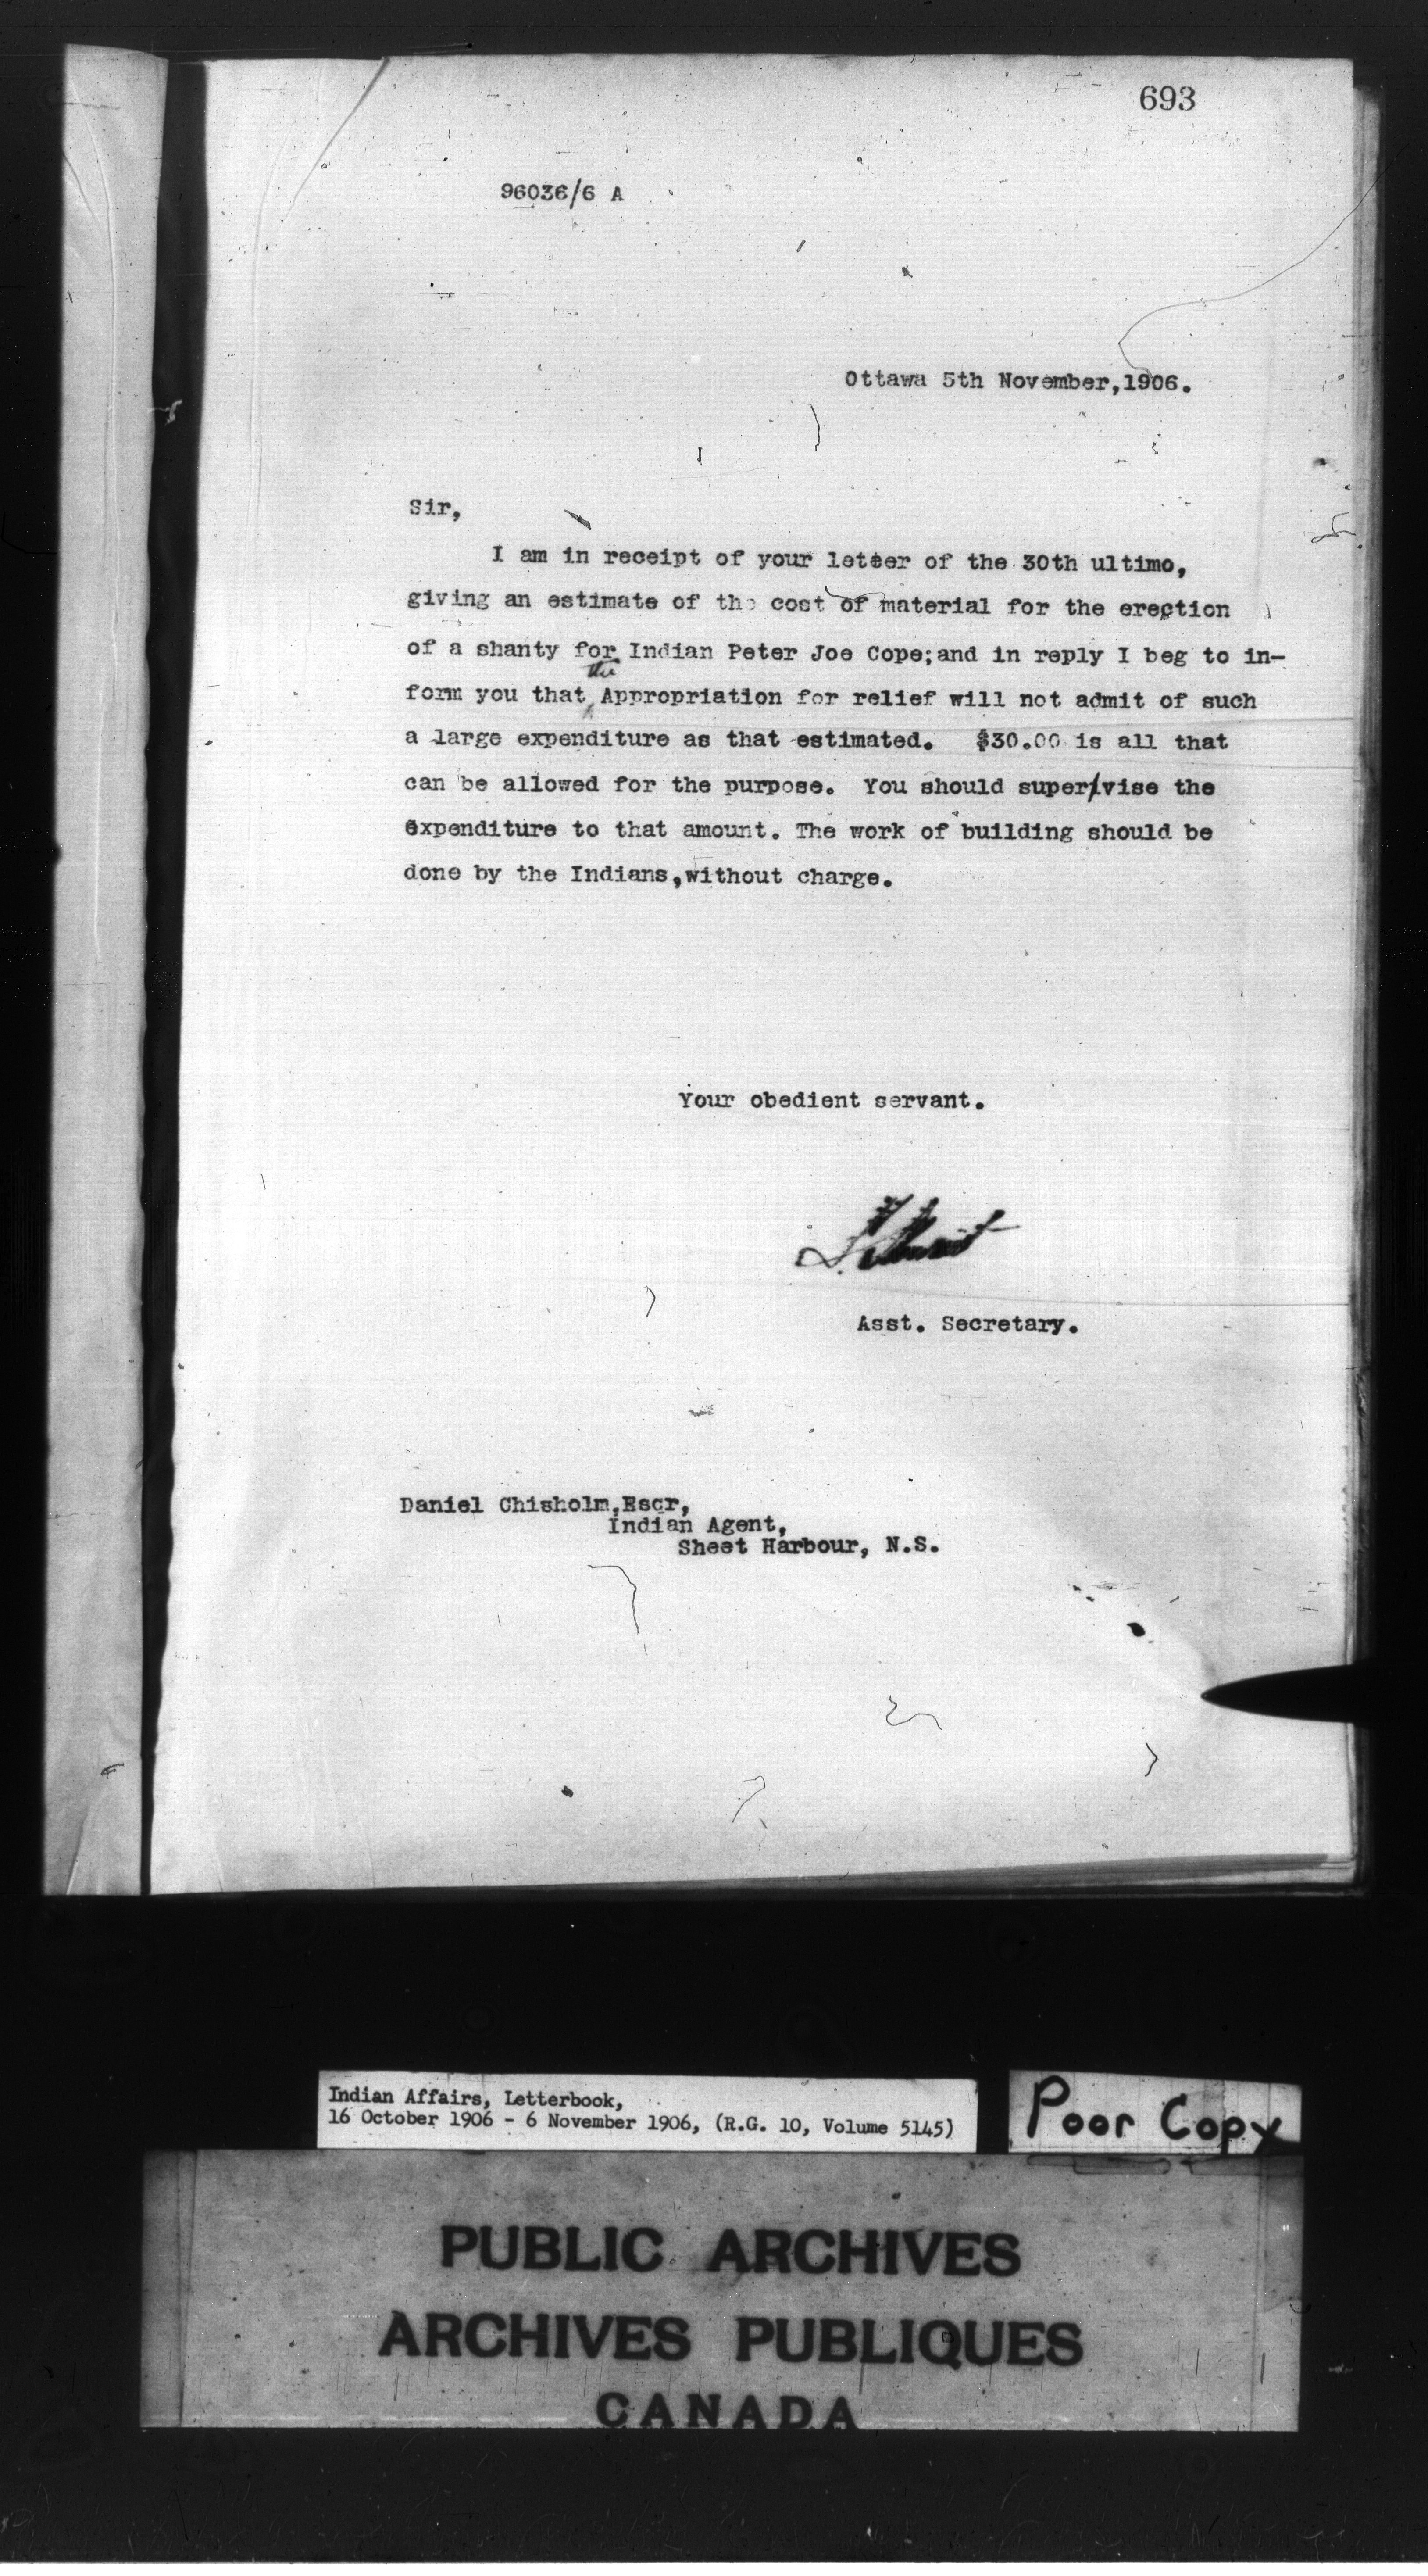 693
96036/6 A
Ottawa 5th November,1906.
Sir,
I am in receipt of your letter of the 30th ultimo,
giving an estimate of the cost of material for the erection
of a shanty for Indian Peter Joe Cope;and in reply I beg to in-
the
form you that Appropriation for relief will not admit of such
a large expenditure as that estimated. $30.00 is all that
can be allowed for the purpose. You should super/vise the
expenditure to that amount. The work of building should be
done by the Indians,without charge.
Your obedient servant.
Asst. Secretary.
Daniel Chisholm,Esqr,
Indian Agent,
Sheet Harbour, N.S.
Indian Affairs, Letterbook,
16 October 1906 - 6 November 1906, (R.G. 10, Volume 5145)
Poor Copy
PUBLIC ARCHIVES
ARCHIVES PUBLIQUES
CANADA